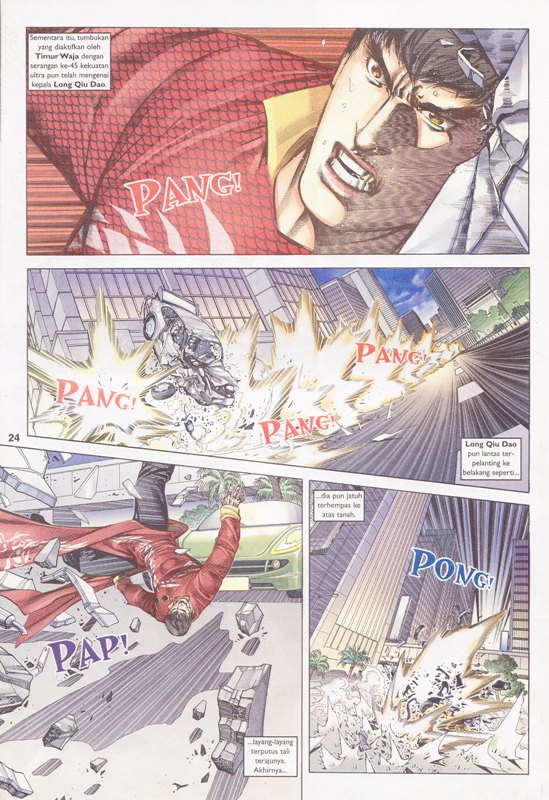 Sementara itu, tumbukan
yang diaktifkan oleh
Timur Waja dengan
serangan ke-45 kekuatan
ultra pun telah mengenai
kepala Long Qiu Dao.
PANG!
PANG!
PANG!
PANG!
Long Qiu Dao
pun lantas ter-
pelanting ke
belakang seperti...
24
PAP!
...layang-layang
terputus tali
terajunya.
Akhirnya...
...dia pun jatuh
terhempas ke
atas tanah.
PONG!